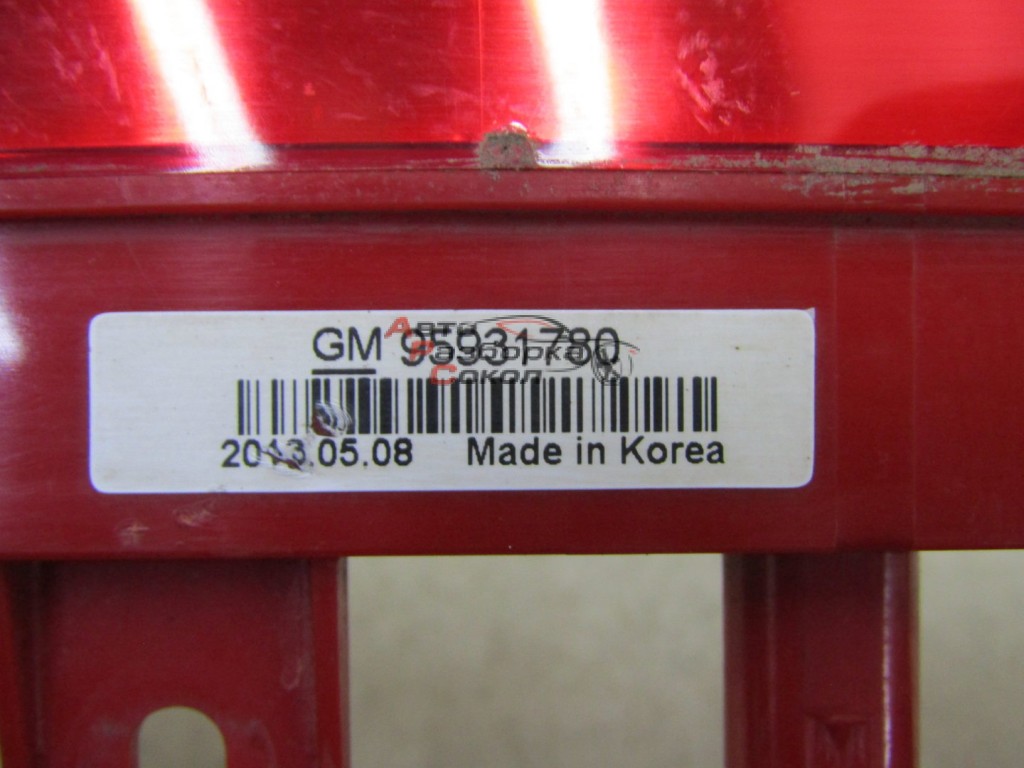 GM 95931780
Авто
Разборка
Сокол
2013.05.08 Made in Korea